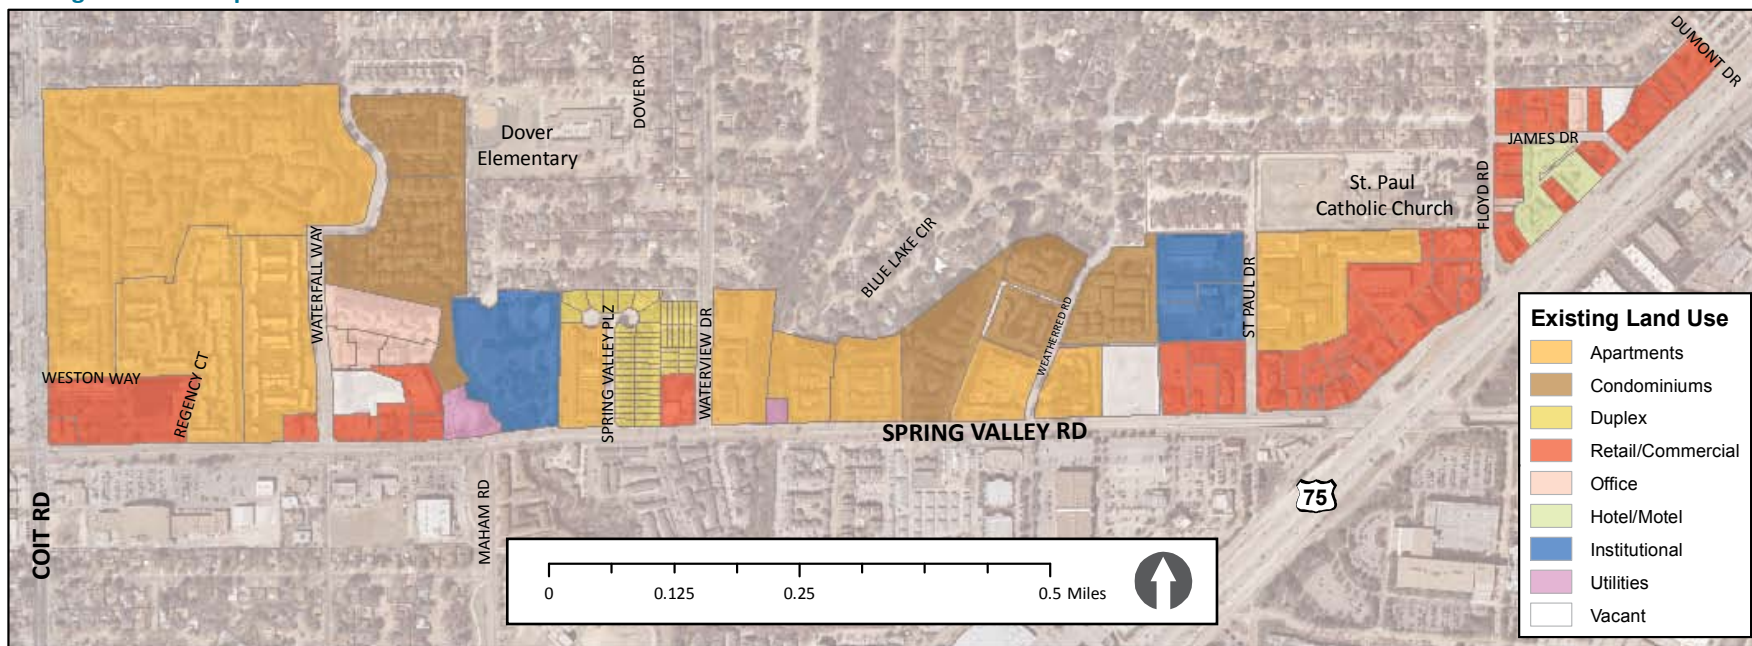 DUMONT DR
DOVER DR
Dover
Elementary
JAMES DR
FLOYD RD
St. Paul
Catholic Church
BLUE LAKE CIR
WATERFALL WAY
ST PAUL DR
WEATHERRED RD
WATERVIEW DR
SPRING VALLEY PLZ
WESTON WAY
REGENCY CT
SPRING VALLEY RD
COIT RD
MAHAM RD
75
0 0.125 0.25 0.5 Miles
Existing Land Use
Apartments
Condominiums
Duplex
Retail/Commercial
Office
Hotel/Motel
Institutional
Utilities
Vacant